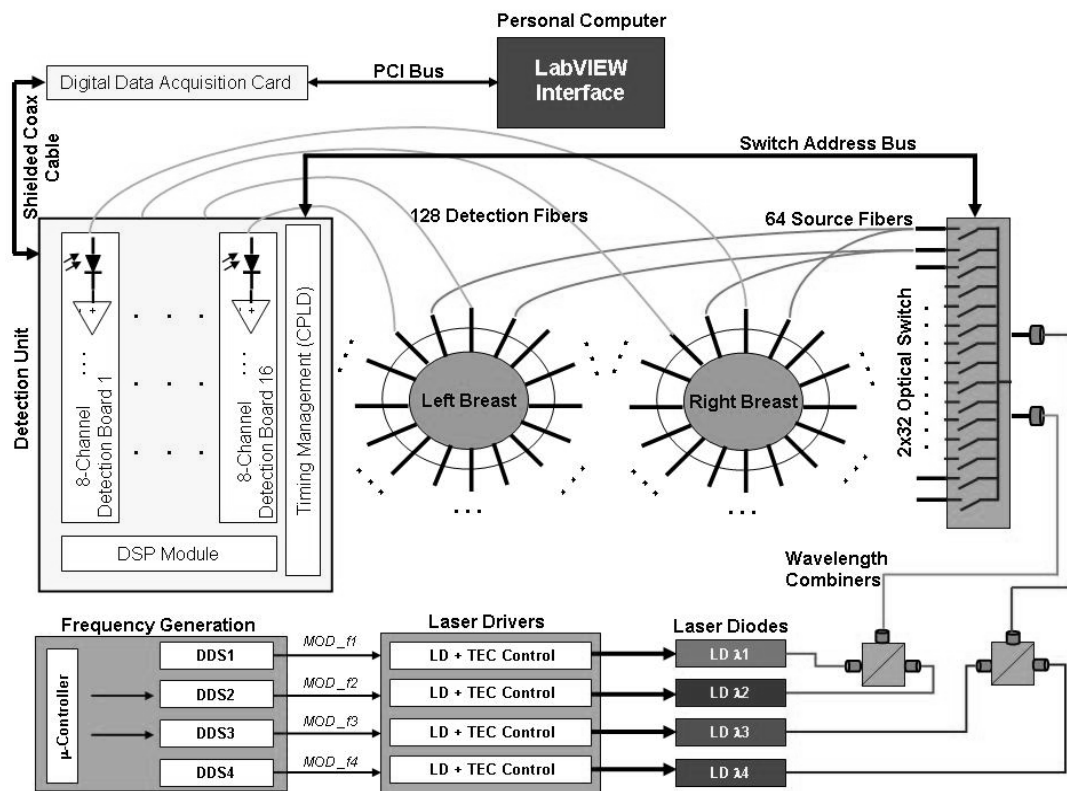 Personal Computer
LabVIEW
Interface
PCI Bus
Digital Data Acquisition Card
Shielded Coax
Cable
Switch Address Bus
128 Detection Fibers
64 Source Fibers
Detection Unit
8-Channel
Detection Board 1
8-Channel
Detection Board 16
Timing Management (CPLD)
DSP Module
- +
- +
Left Breast
Right Breast
2x32 Optical Switch
Wavelength
Combiners
Frequency Generation
µ-Controller
DDS1
DDS2
DDS3
DDS4
MOD_f1
MOD_f2
MOD_f3
MOD_f4
Laser Drivers
LD + TEC Control
LD + TEC Control
LD + TEC Control
LD + TEC Control
Laser Diodes
LD λ1
LD λ2
LD λ3
LD λ4